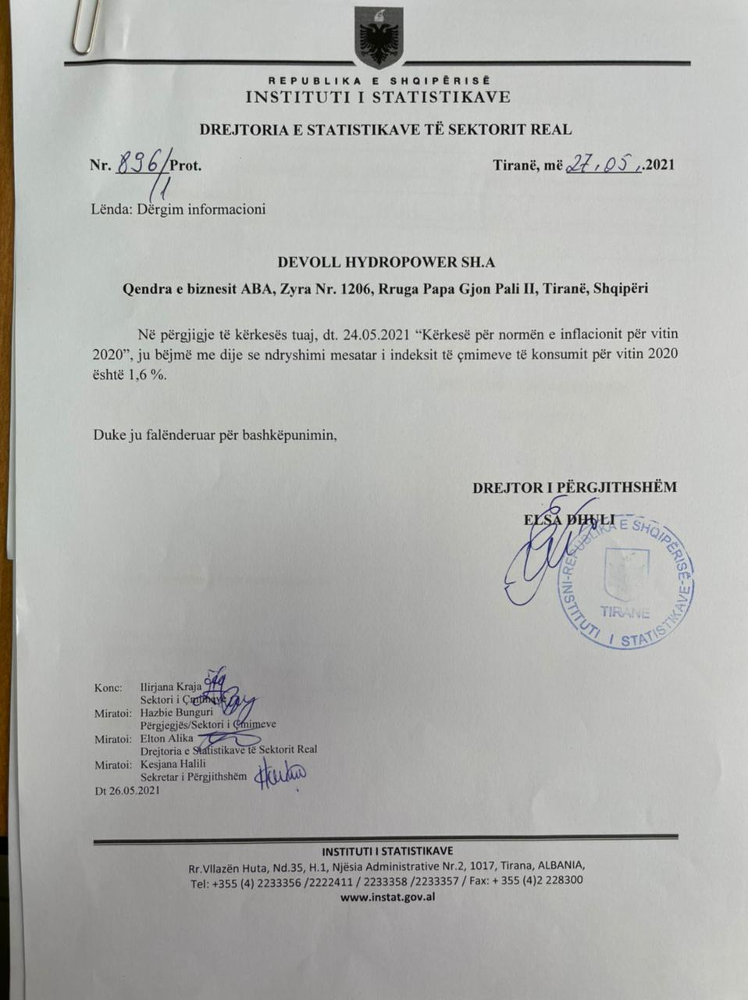 REPUBLIKA E SHQIPËRISË
INSTITUTI I STATISTIKAVE
DREJTORIA E STATISTIKAVE TË SEKTORIT REAL
Nr. 896/1 Prot.
Tiranë, më 27.05..2021
Lënda: Dërgim informacioni
DEVOLL HYDROPOWER SH.A
Qendra e biznesit ABA, Zyra Nr. 1206, Rruga Papa Gjon Pali II, Tiranë, Shqipëri
Në përgjigje të kërkesës tuaj, dt. 24.05.2021 “Kërkesë për normën e inflacionit për vitin
2020”, ju bëjmë me dije se ndryshimi mesatar i indeksit të çmimeve të konsumit për vitin 2020
është 1,6 %.
Duke ju falënderuar për bashkëpunimin,
DREJTOR I PËRGJITHSHËM
ELSA DHULI
REPUBLIKA E SHQIPËRISË-INSTITUTI I STATISTIKAVE-
TIRANË
Konc: Ilirjana Kraja
Sektori i Çmimeve
Miratoi: Hazbie Bunguri
Përgjegjës/Sektori i Çmimeve
Miratoi: Elton Alika
Drejtoria e Statistikave të Sektorit Real
Miratoi: Kesjana Halili
Sekretar i Përgjithshëm
Dt 26.05.2021
INSTITUTI I STATISTIKAVE
Rr.Vllazën Huta, Nd.35, H.1, Njësia Administrative Nr.2, 1017, Tirana, ALBANIA,
Tel: +355 (4) 2233356 /2222411 / 2233358 /2233357 / Fax: + 355 (4)2 228300
www.instat.gov.al